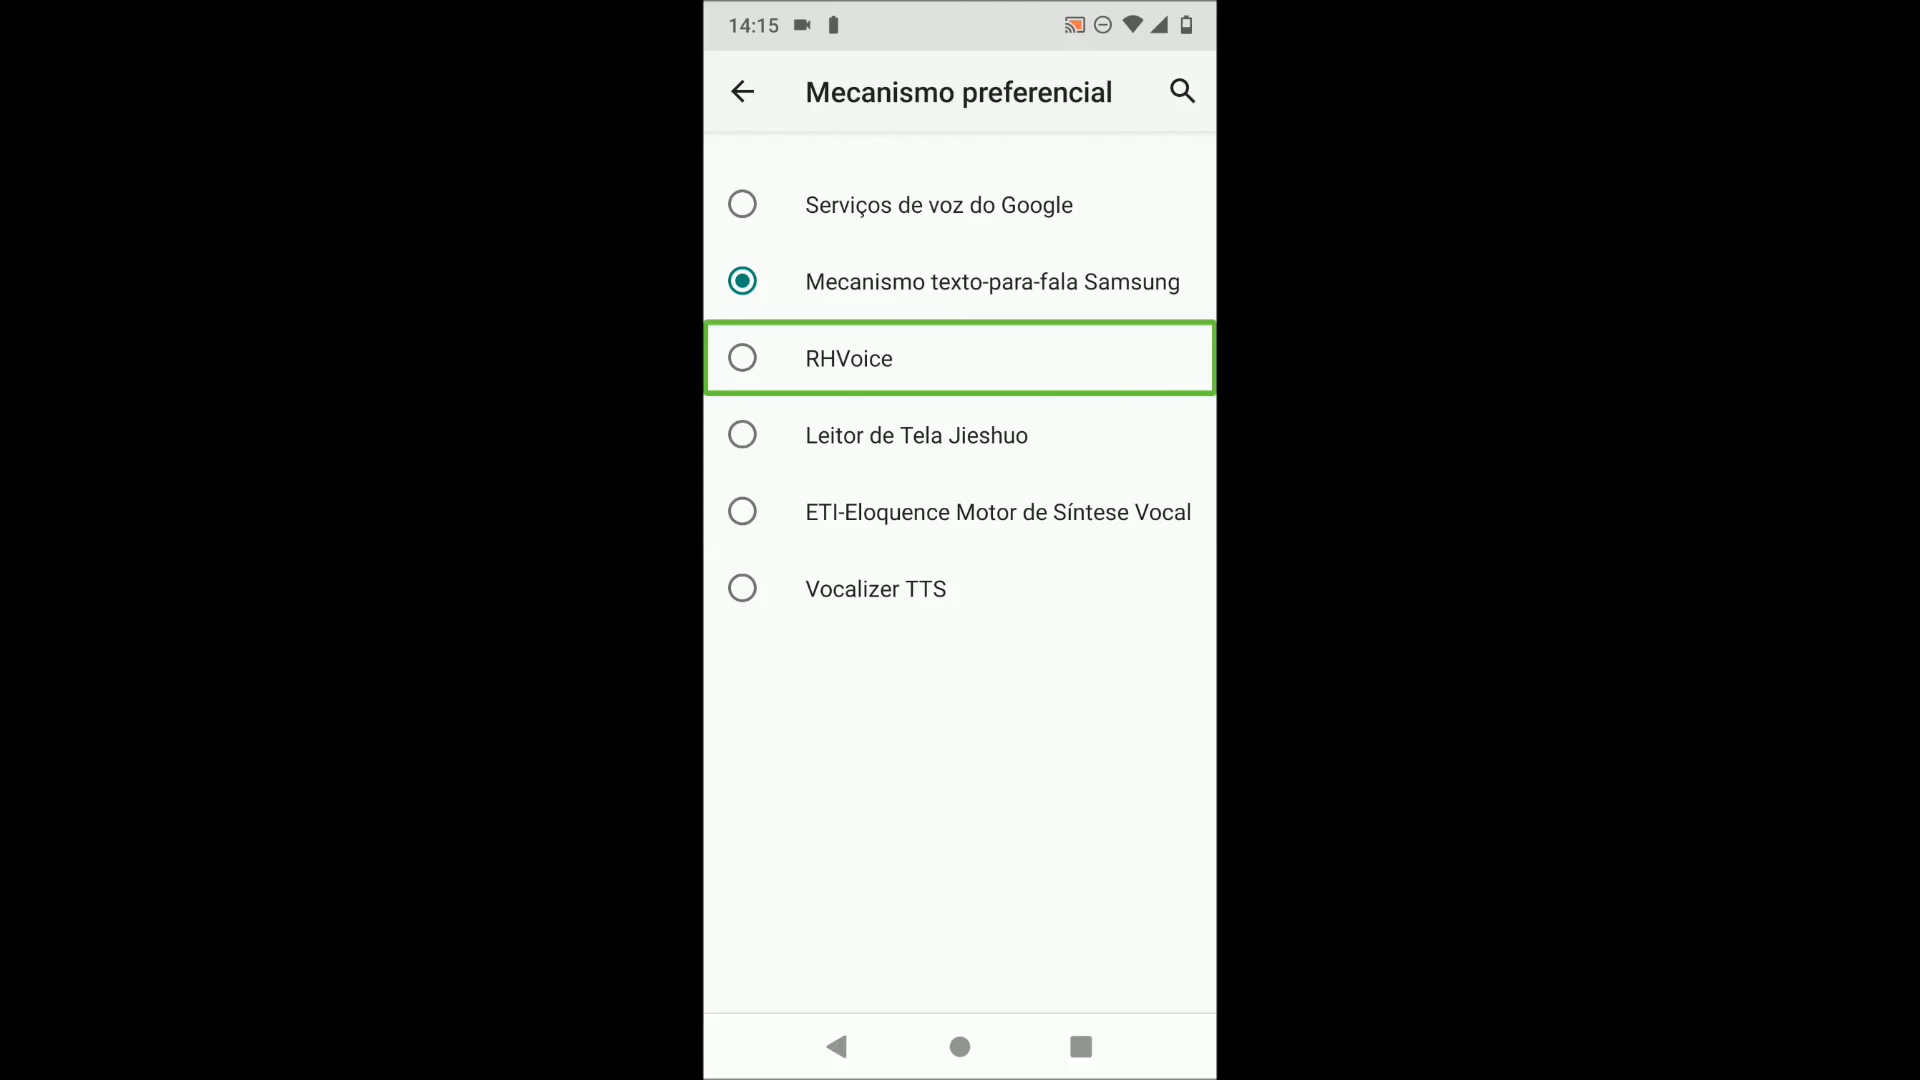 14:15
Mecanismo preferencial
Serviços de voz do Google
Mecanismo texto-para-fala Samsung
RHVoice
Leitor de Tela Jieshuo
ETI-Eloquence Motor de Síntese Vocal
Vocalizer TTS